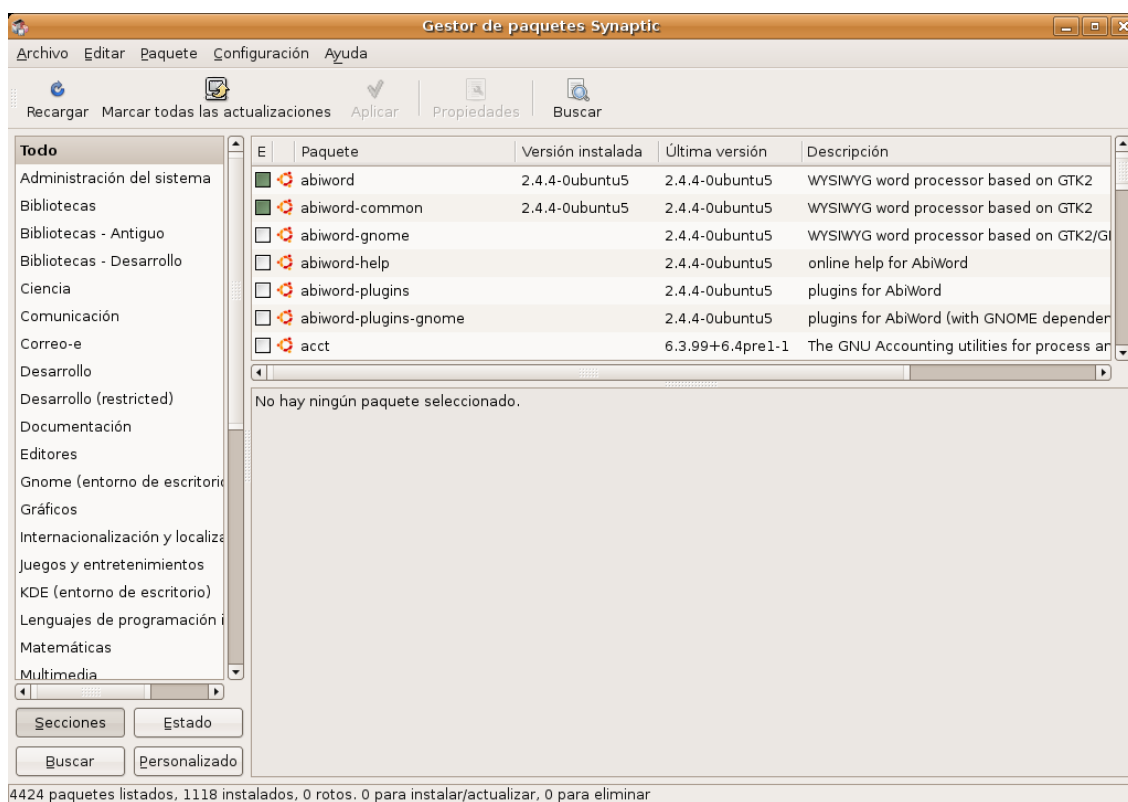 Gestor de paquetes Synaptic
Archivo Editar Paquete Configuración Ayuda
Recargar Marcar todas las actualizaciones Aplicar Propiedades Buscar
Todo
Administración del sistema
Bibliotecas
Bibliotecas - Antiguo
Bibliotecas - Desarrollo
Ciencia
Comunicación
Correo-e
Desarrollo
Desarrollo (restricted)
Documentación
Editores
Gnome (entorno de escritorio
Gráficos
Internacionalización y localiza
Juegos y entretenimientos
KDE (entorno de escritorio)
Lenguajes de programación i
Matemáticas
Multimedia
Secciones Estado
Buscar Personalizado
E Paquete Versión instalada Última versión Descripción
abiword 2.4.4-0ubuntu5 2.4.4-0ubuntu5 WYSIWYG word processor based on GTK2
abiword-common 2.4.4-0ubuntu5 2.4.4-0ubuntu5 WYSIWYG word processor based on GTK2
abiword-gnome 2.4.4-0ubuntu5 WYSIWYG word processor based on GTK2/GI
abiword-help 2.4.4-0ubuntu5 online help for AbiWord
abiword-plugins 2.4.4-0ubuntu5 plugins for AbiWord
abiword-plugins-gnome 2.4.4-0ubuntu5 plugins for AbiWord (with GNOME depender
acct 6.3.99+6.4pre1-1 The GNU Accounting utilities for process ar
No hay ningún paquete seleccionado.
4424 paquetes listados, 1118 instalados, 0 rotos. 0 para instalar/actualizar, 0 para eliminar